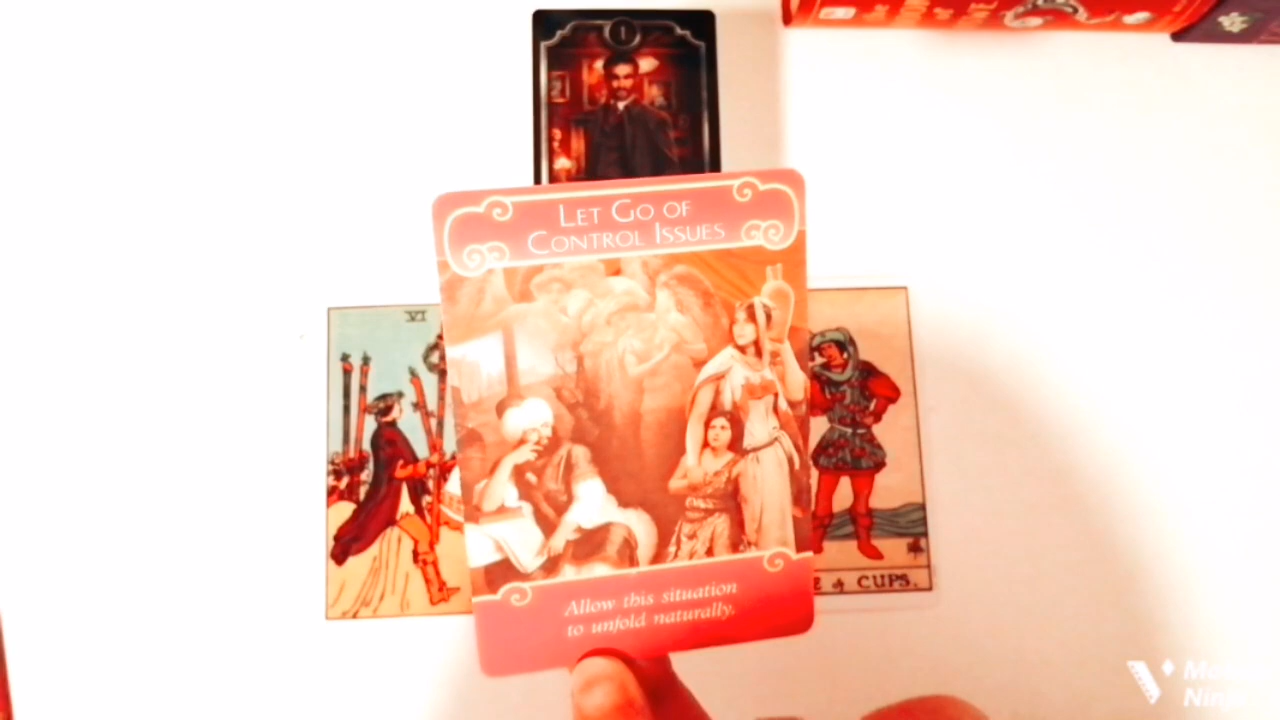 I
LET GO OF
CONTROL ISSUES
VI
CUPS.
Allow this situation
to unfold naturally.